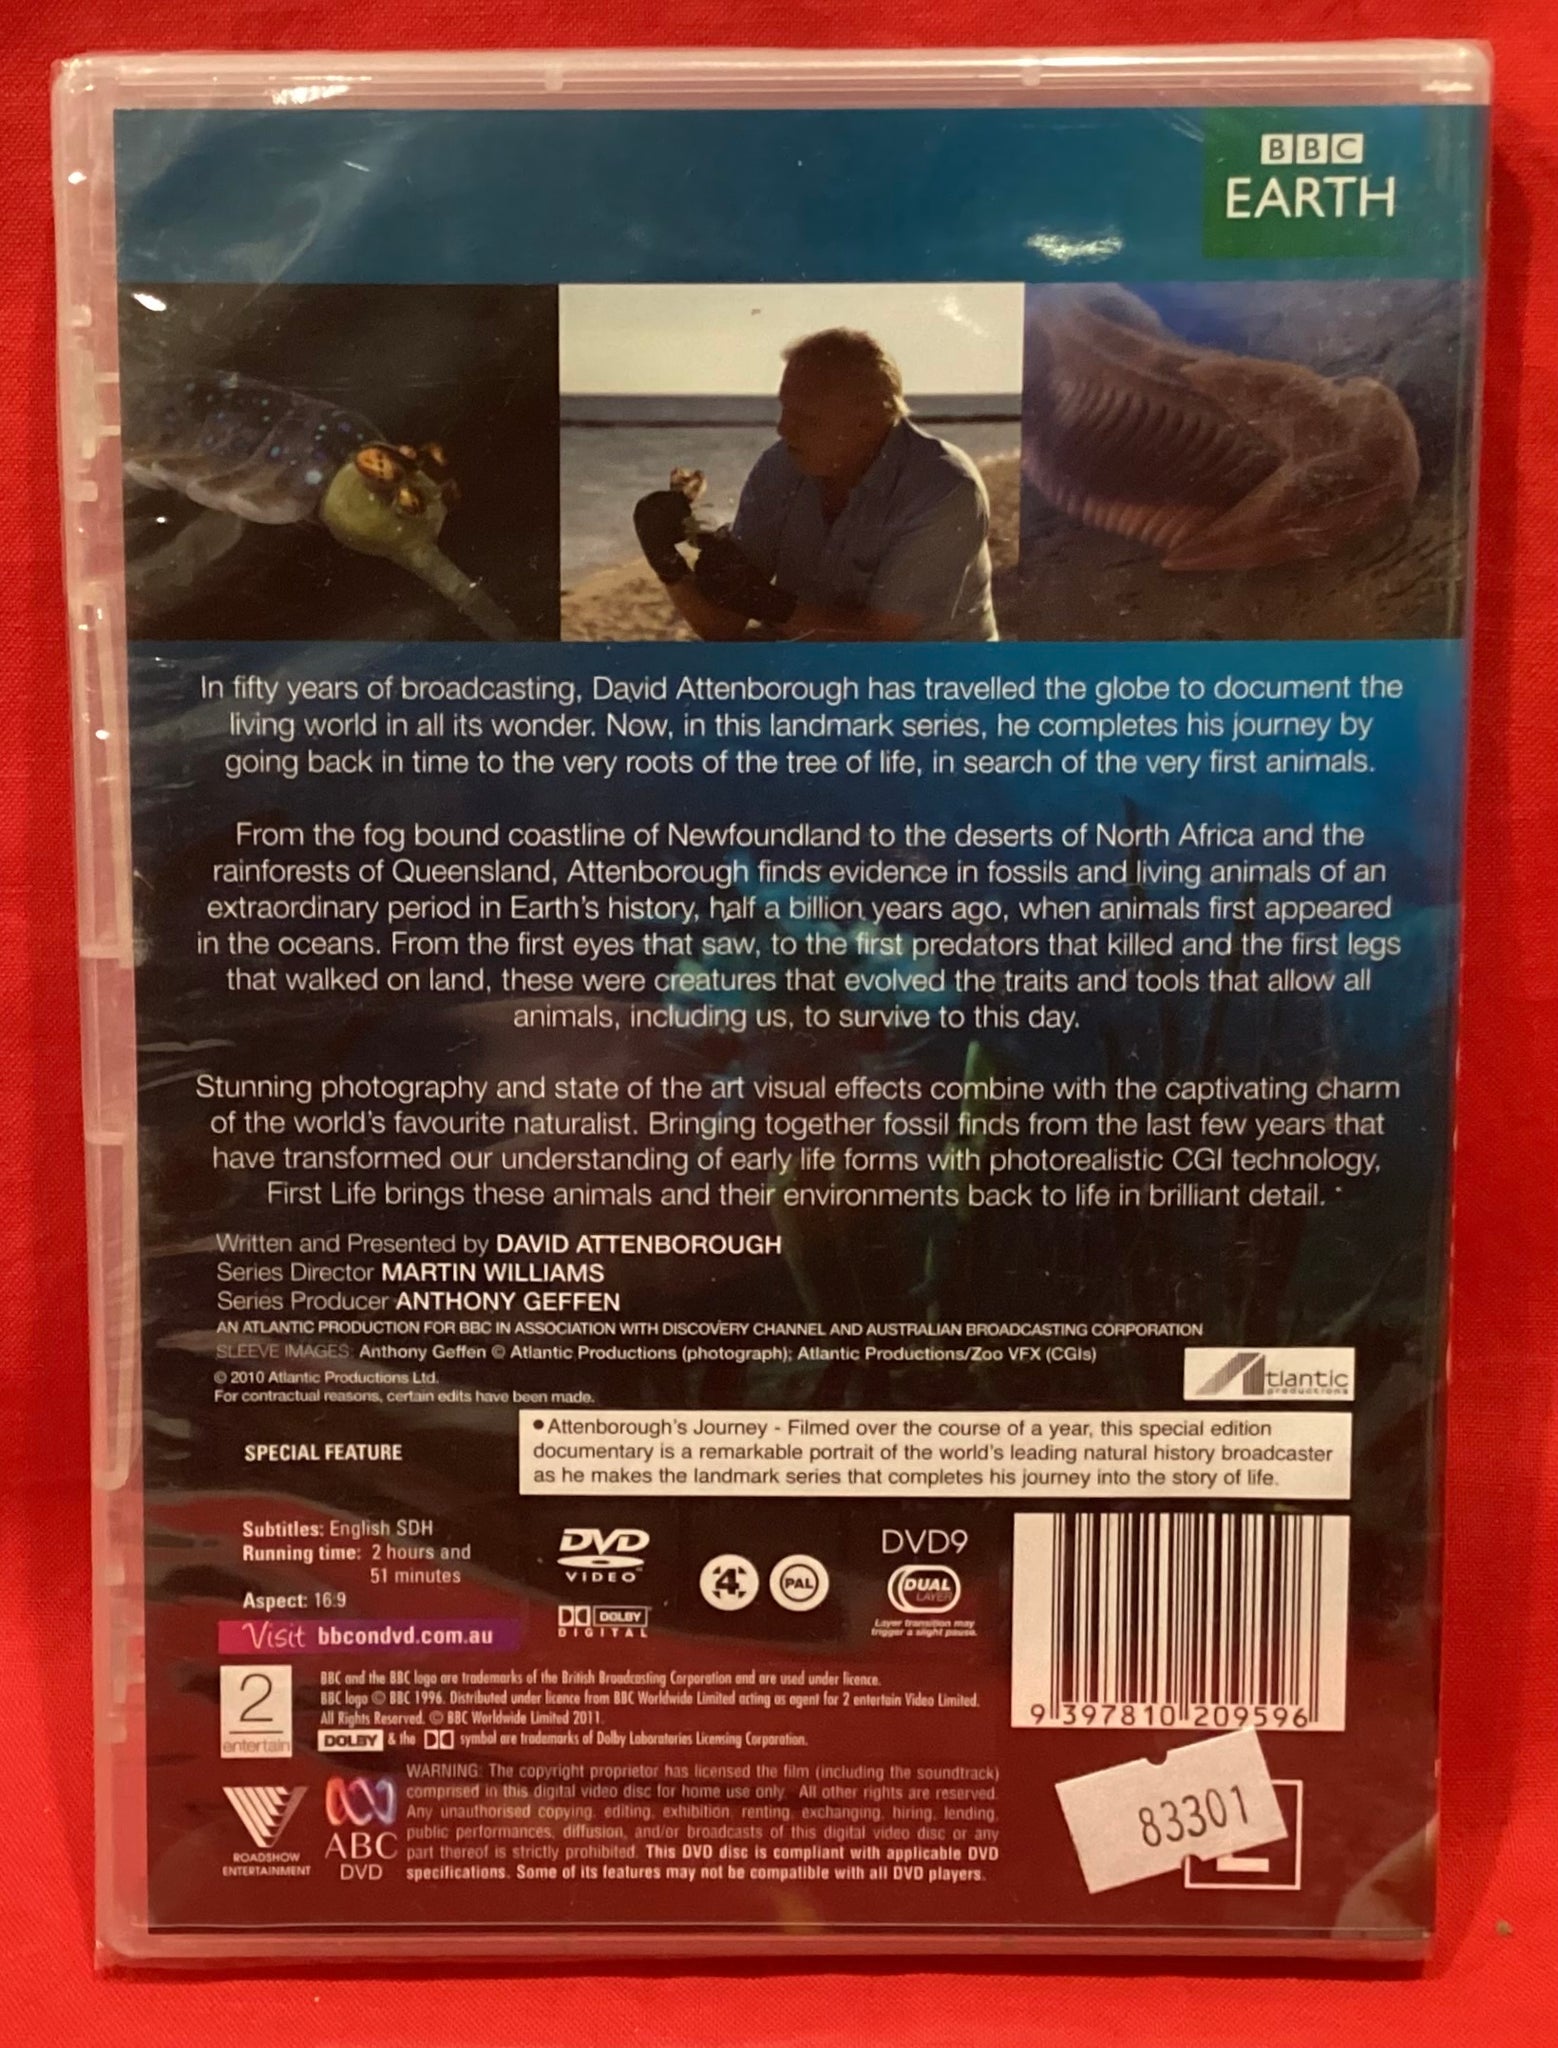 BBC
EARTH
In fifty years of broadcasting, David Attenborough has travelled the globe to document the
living world in all its wonder. Now, in this landmark series, he completes his journey by
going back in time to the very roots of the tree of life, in search of the very first animals.
From the fog bound coastline of Newfoundland to the deserts of North Africa and the
rainforests of Queensland, Attenborough finds evidence in fossils and living animals of an
extraordinary period in Earth's history, half a billion years ago, when animals first appeared
in the oceans. From the first eyes that saw, to the first predators that killed and the first legs
that walked on land, these were creatures that evolved the traits and tools that allow all
animals, including us, to survive to this day.
Stunning photography and state of the art visual effects combine with the captivating charm
of the world's favourite naturalist. Bringing together fossil finds from the last few years that
have transformed our understanding of early life forms with photorealistic CGI technology,
First Life brings these animals and their environments back to life in brilliant detail.
Written and Presented by DAVID ATTENBOROUGH
Series Director MARTIN WILLIAMS
Series Producer ANTHONY GEFFEN
AN ATLANTIC PRODUCTION FOR BBC IN ASSOCIATION WITH DISCOVERY CHANNEL AND AUSTRALIAN BROADCASTING CORPORATION
SLEEVE IMAGES: Anthony Geffen © Atlantic Productions (photograph); Atlantic Productions/Zoo VFX (CGIs)
© 2010 Atlantic Productions Ltd.
For contractual reasons, certain edits have been made.
Atlantic
productions
SPECIAL FEATURE
• Attenborough's Journey - Filmed over the course of a year, this special edition
documentary is a remarkable portrait of the world's leading natural history broadcaster
as he makes the landmark series that completes his journey into the story of life.
Subtitles: English SDH
Running time: 2 hours and
51 minutes
Aspect: 16:9
Visit bbcondvd.com.au
DVD
VIDEO™
DOLBY
DIGITAL
4
PAL
DVD9
DUAL
LAYER
Layer transition may
trigger a slight pause.
9 397810 209596
2
entertain
BBC and the BBC logo are trademarks of the British Broadcasting Corporation and are used under licence.
BBC logo © BBC 1996. Distributed under licence from BBC Worldwide Limited acting as agent for 2 entertain Video Limited.
All Rights Reserved. © BBC Worldwide Limited 2011.
DOLBY & the symbol are trademarks of Dolby Laboratories Licensing Corporation.
ROADSHOW
ENTERTAINMENT
ABC
DVD
WARNING: The copyright proprietor has licensed the film (including the soundtrack)
comprised in this digital video disc for home use only. All other rights are reserved.
Any unauthorised copying, editing, exhibition, renting, exchanging, hiring, lending,
public performances, diffusion, and/or broadcasts of this digital video disc or any
part thereof is strictly prohibited. This DVD disc is compliant with applicable DVD
specifications. Some of its features may not be compatible with all DVD players.
83301